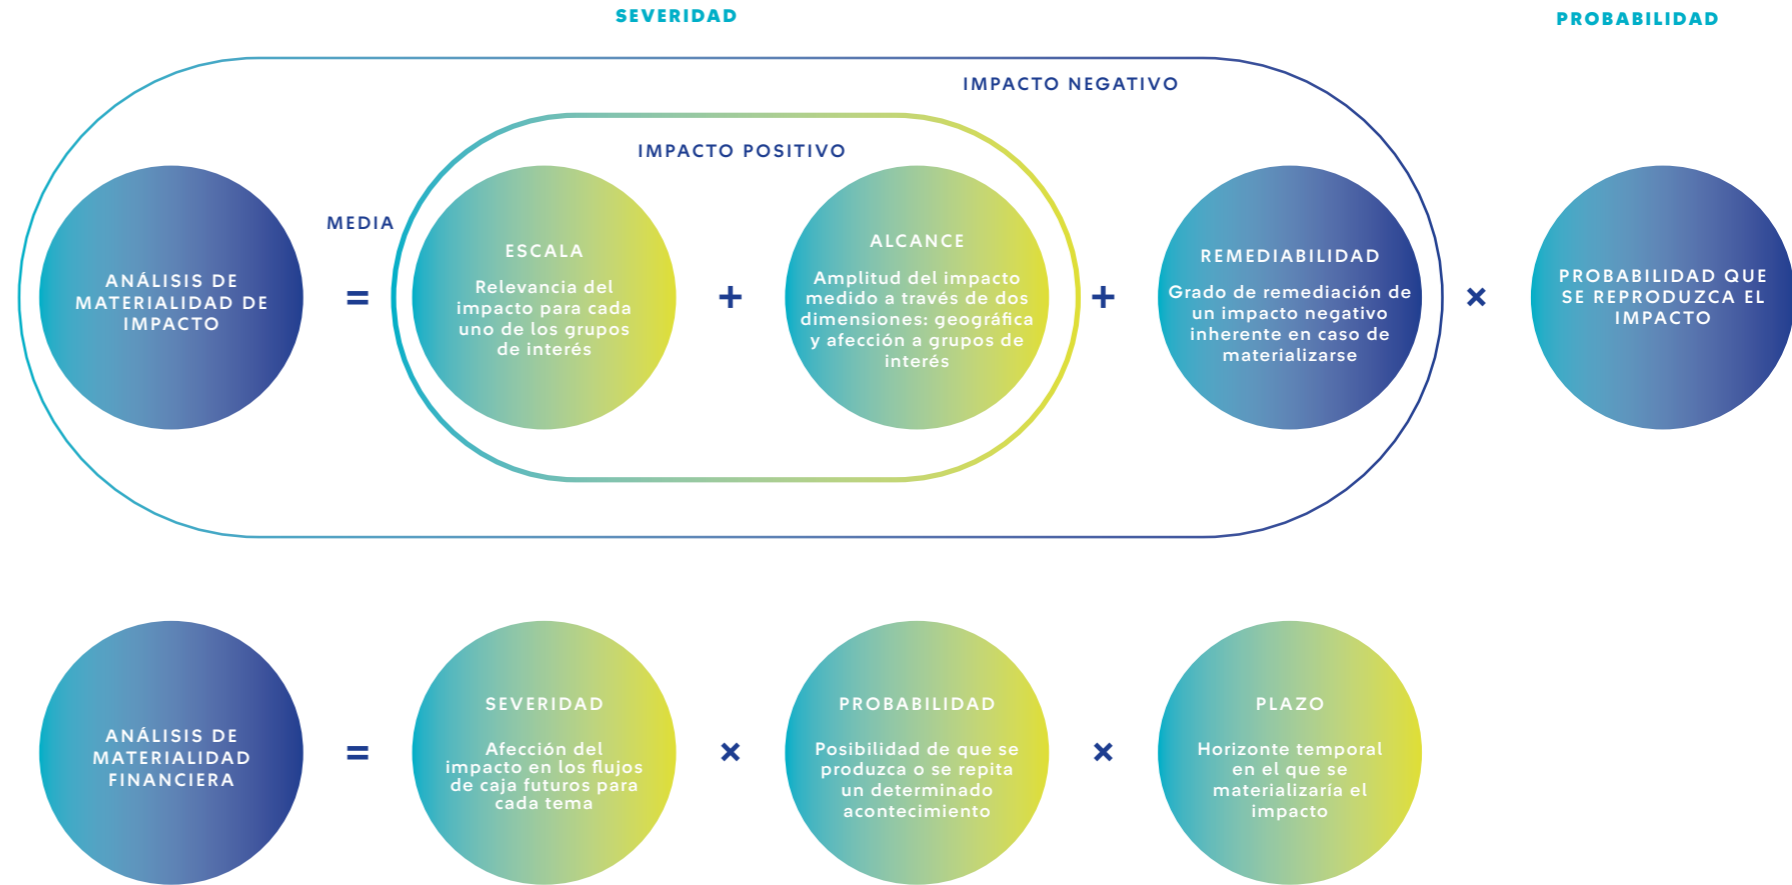 SEVERIDAD
PROBABILIDAD
IMPACTO NEGATIVO
IMPACTO POSITIVO
MEDIA
ANÁLISIS DE
MATERIALIDAD DE
IMPACTO
=
ESCALA
Relevancia del
impacto para cada
uno de los grupos
de interés
+
ALCANCE
Amplitud del impacto
medido a través de dos
dimensiones: geográfica
y afección a grupos de
interés
+
REMEDIABILIDAD
Grado de remediación de
un impacto negativo
inherente en caso de
materializarse
×
PROBABILIDAD QUE
SE REPRODUZCA EL
IMPACTO
ANÁLISIS DE
MATERIALIDAD
FINANCIERA
=
SEVERIDAD
Afección del
impacto en los flujos
de caja futuros para
cada tema
×
PROBABILIDAD
Posibilidad de que se
produzca o se repita
un determinado
acontecimiento
×
PLAZO
Horizonte temporal
en el que se
materializaría el
impacto